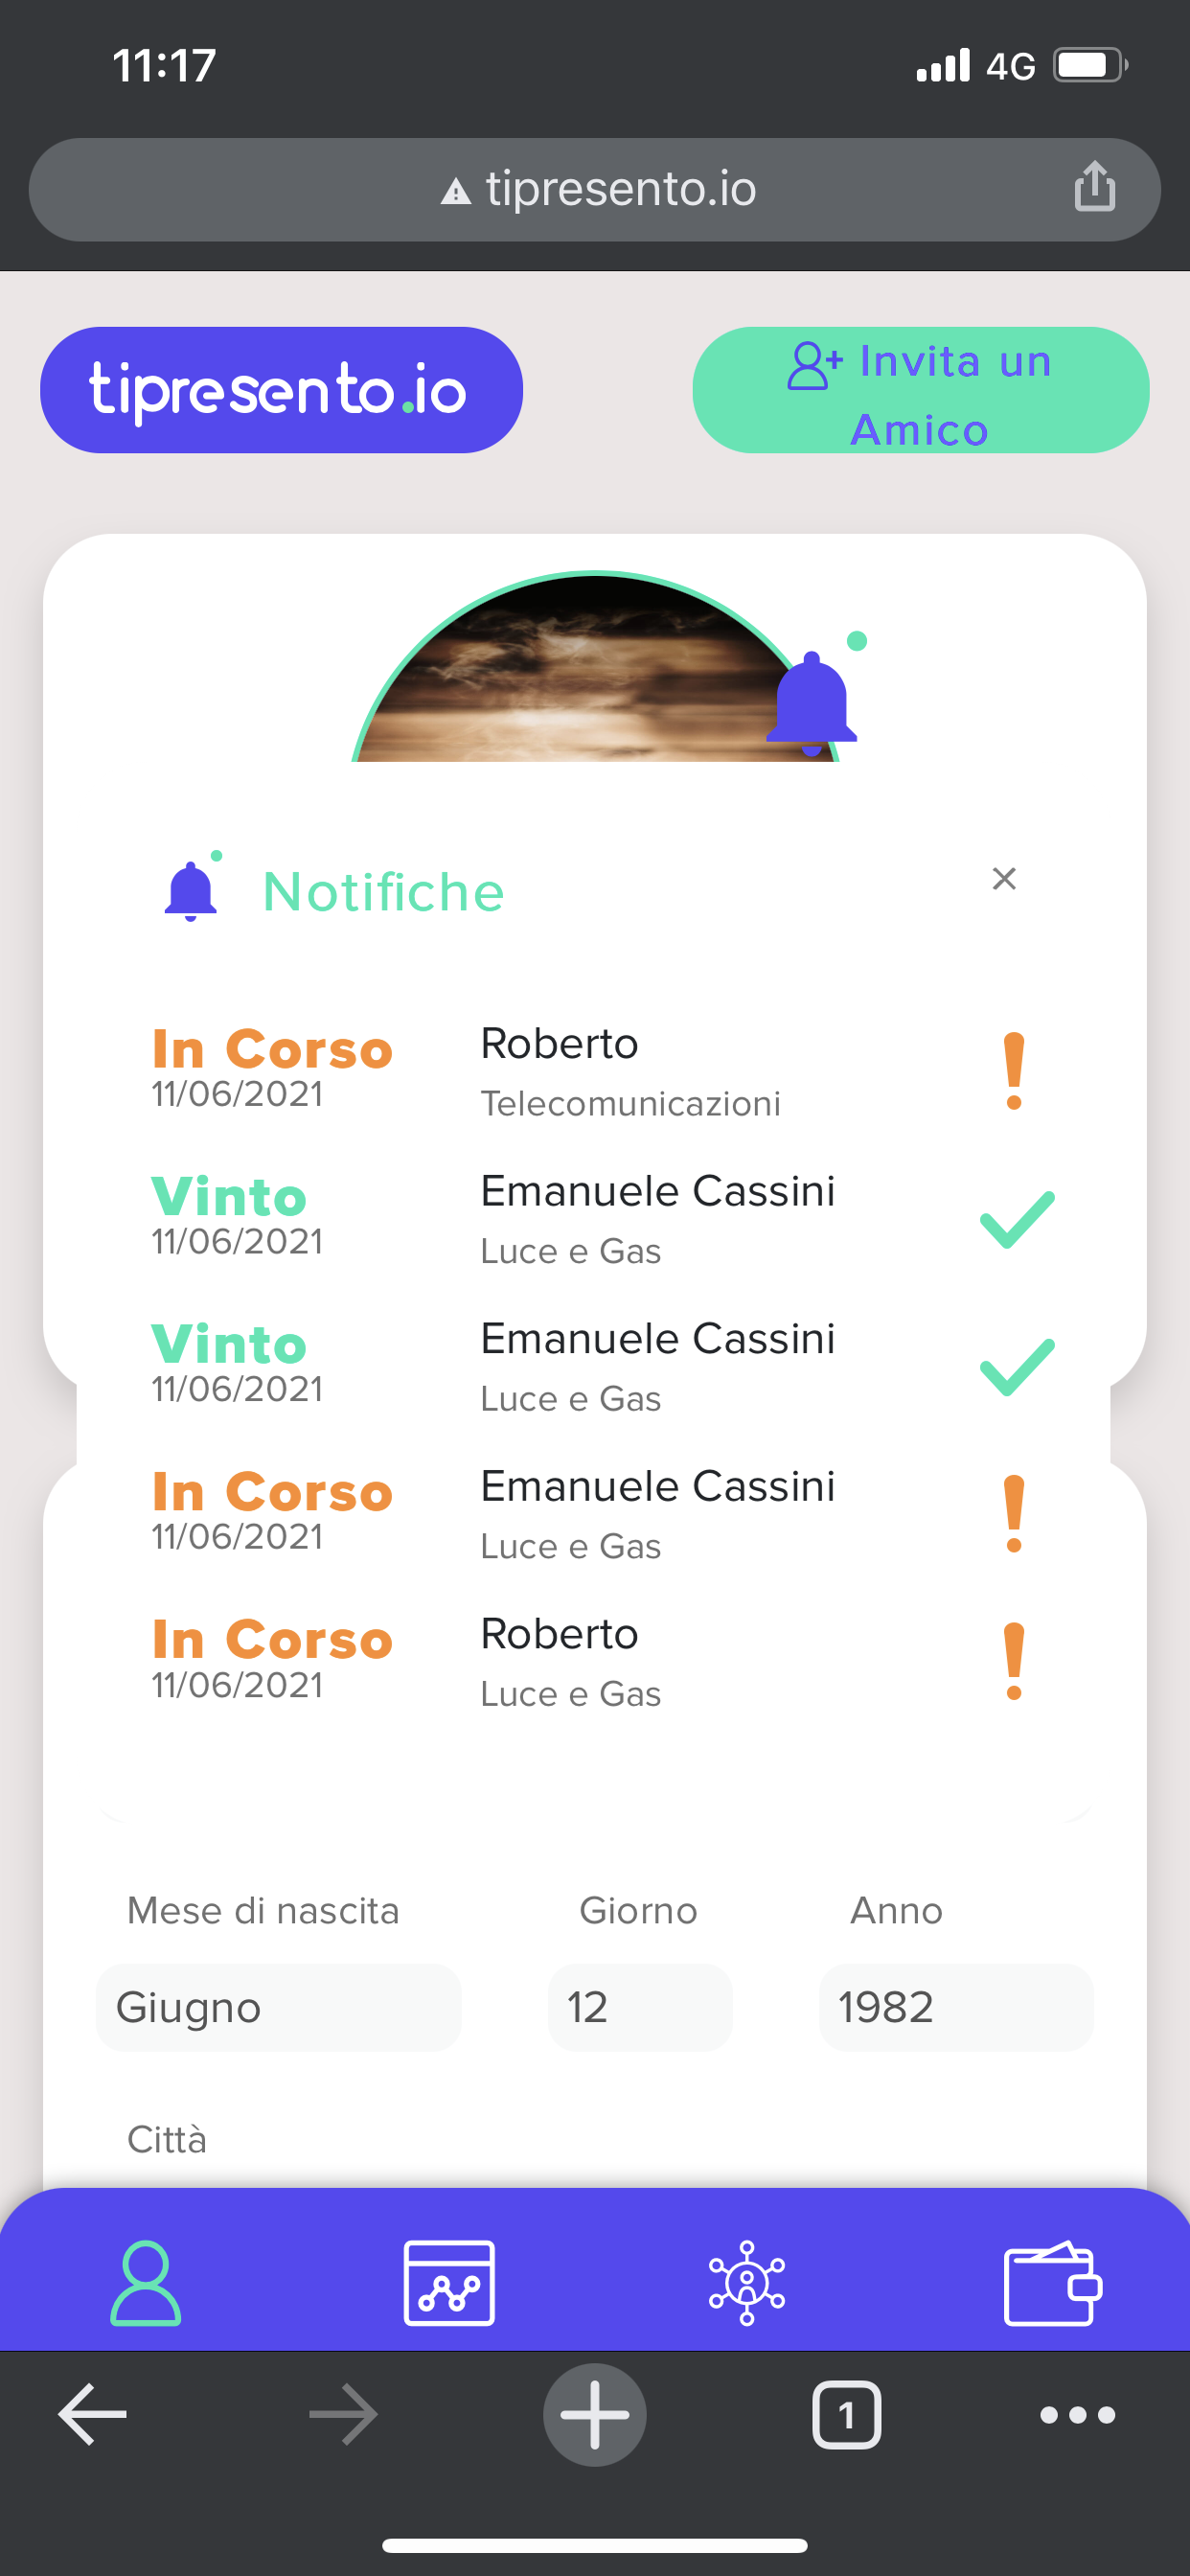 11:17
4G
tipresento.io
tipresento.io
Invita un
Amico
Notifiche
×
In Corso
11/06/2021
Roberto
Telecomunicazioni
Vinto
11/06/2021
Emanuele Cassini
Luce e Gas
Vinto
11/06/2021
Emanuele Cassini
Luce e Gas
In Corso
11/06/2021
Emanuele Cassini
Luce e Gas
In Corso
11/06/2021
Roberto
Luce e Gas
Mese di nascita
Giorno
Anno
Giugno
12
1982
Città
1